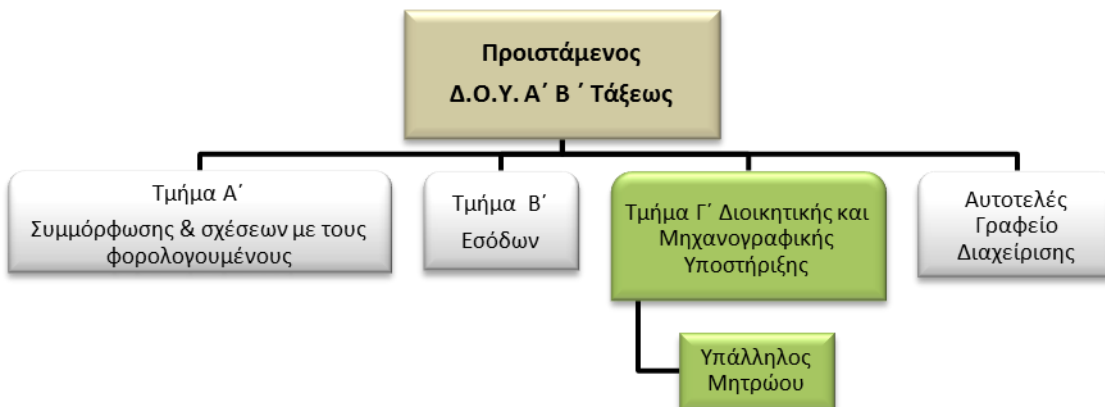 Προιστάμενος
Δ.Ο.Υ. Α΄ Β ΄ Τάξεως
Τμήμα Α΄
Συμμόρφωσης & σχέσεων με τους
φορολογουμένους
Τμήμα Β΄
Εσόδων
Τμήμα Γ΄ Διοικητικής και
Μηχανογραφικής
Υποστήριξης
Αυτοτελές
Γραφείο
Διαχείρισης
Υπάλληλος
Μητρώου